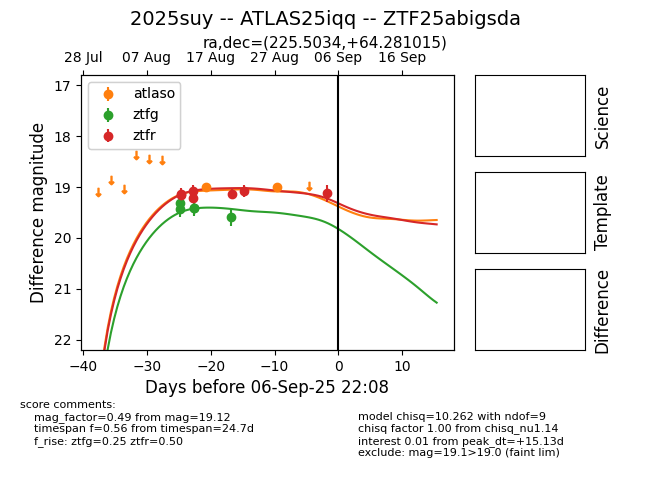 2025suy -- ATLAS25iqq -- ZTF25abigsda
ra,dec=(225.5034,+64.281015)
28 Jul 07 Aug 17 Aug 27 Aug 06 Sep 16 Sep
17
18
19
20
21
22
Difference magnitude
atlaso
ztfg
ztfr
−40 −30 −20 −10 0 10
Days before 06-Sep-25 22:08
Science
Template
Difference
score comments:
mag_factor=0.49 from mag=19.12
timespan f=0.56 from timespan=24.7d
f_rise: ztfg=0.25 ztfr=0.50
model chisq=10.262 with ndof=9
chisq factor 1.00 from chisq_nu1.14
interest 0.01 from peak_dt=+15.13d
exclude: mag=19.1>19.0 (faint lim)